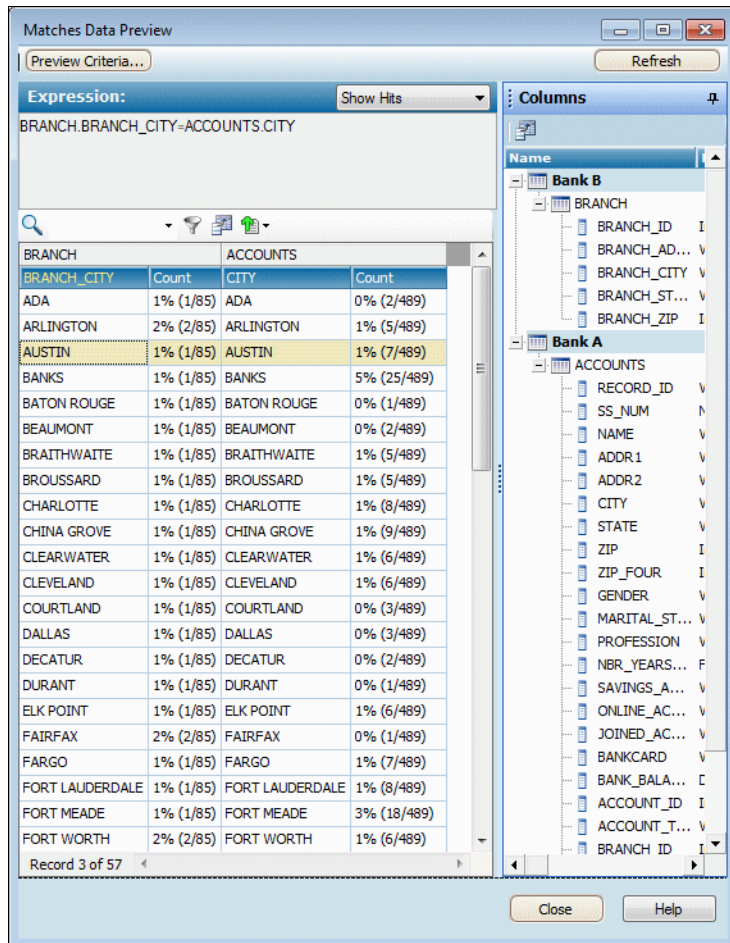 Matches Data Preview
Preview Criteria...
Refresh
Expression:
Show Hits
BRANCH.BRANCH_CITY=ACCOUNTS.CITY
BRANCH ACCOUNTS
BRANCH_CITY Count CITY Count
ADA 1% (1/85) ADA 0% (2/489)
ARLINGTON 2% (2/85) ARLINGTON 1% (5/489)
AUSTIN 1% (1/85) AUSTIN 1% (7/489)
BANKS 1% (1/85) BANKS 5% (25/489)
BATON ROUGE 1% (1/85) BATON ROUGE 0% (1/489)
BEAUMONT 1% (1/85) BEAUMONT 0% (2/489)
BRAITHWAITE 1% (1/85) BRAITHWAITE 1% (5/489)
BROUSSARD 1% (1/85) BROUSSARD 1% (5/489)
CHARLOTTE 1% (1/85) CHARLOTTE 1% (8/489)
CHINA GROVE 1% (1/85) CHINA GROVE 1% (9/489)
CLEARWATER 1% (1/85) CLEARWATER 1% (6/489)
CLEVELAND 1% (1/85) CLEVELAND 1% (6/489)
COURTLAND 1% (1/85) COURTLAND 0% (3/489)
DALLAS 1% (1/85) DALLAS 0% (3/489)
DECATUR 1% (1/85) DECATUR 0% (2/489)
DURANT 1% (1/85) DURANT 0% (1/489)
ELK POINT 1% (1/85) ELK POINT 1% (6/489)
FAIRFAX 2% (2/85) FAIRFAX 0% (1/489)
FARGO 1% (1/85) FARGO 1% (7/489)
FORT LAUDERDALE 1% (1/85) FORT LAUDERDALE 1% (8/489)
FORT MEADE 1% (1/85) FORT MEADE 3% (18/489)
FORT WORTH 2% (2/85) FORT WORTH 1% (6/489)
Record 3 of 57
Columns
Name
Bank B
BRANCH
BRANCH_ID
BRANCH_AD...
BRANCH_CITY
BRANCH_ST...
BRANCH_ZIP
Bank A
ACCOUNTS
RECORD_ID
SS_NUM
NAME
ADDR1
ADDR2
CITY
STATE
ZIP
ZIP_FOUR
GENDER
MARITAL_ST...
PROFESSION
NBR_YEARS...
SAVINGS_A...
ONLINE_AC...
JOINED_AC...
BANKCARD
BANK_BALA...
ACCOUNT_ID
ACCOUNT_T...
BRANCH_ID
Close
Help